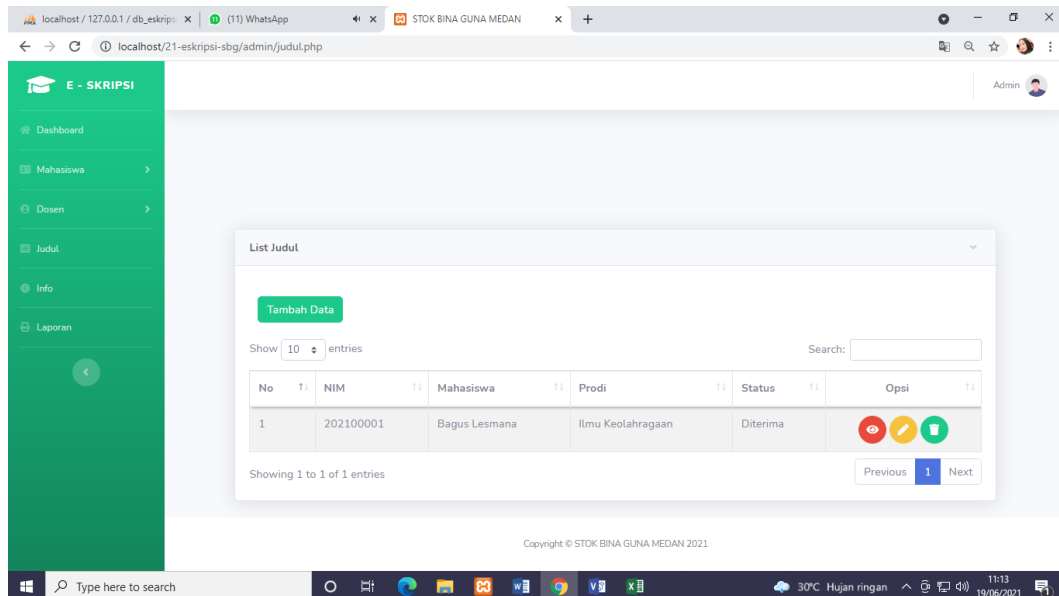 localhost / 127.0.0.1 / db_eskrips
(11) WhatsApp
STOK BINA GUNA MEDAN
localhost/21-eskripsi-sbg/admin/judul.php
E - SKRIPSI
Admin
Dashboard
Mahasiswa
Dosen
Judul
Info
Laporan
List Judul
Tambah Data
Show 10 entries
Search:
No NIM Mahasiswa Prodi Status Opsi
1 202100001 Bagus Lesmana Ilmu Keolahragaan Diterima
Showing 1 to 1 of 1 entries
Previous 1 Next
Copyright © STOK BINA GUNA MEDAN 2021
Type here to search
30°C Hujan ringan
11:13
19/06/2021